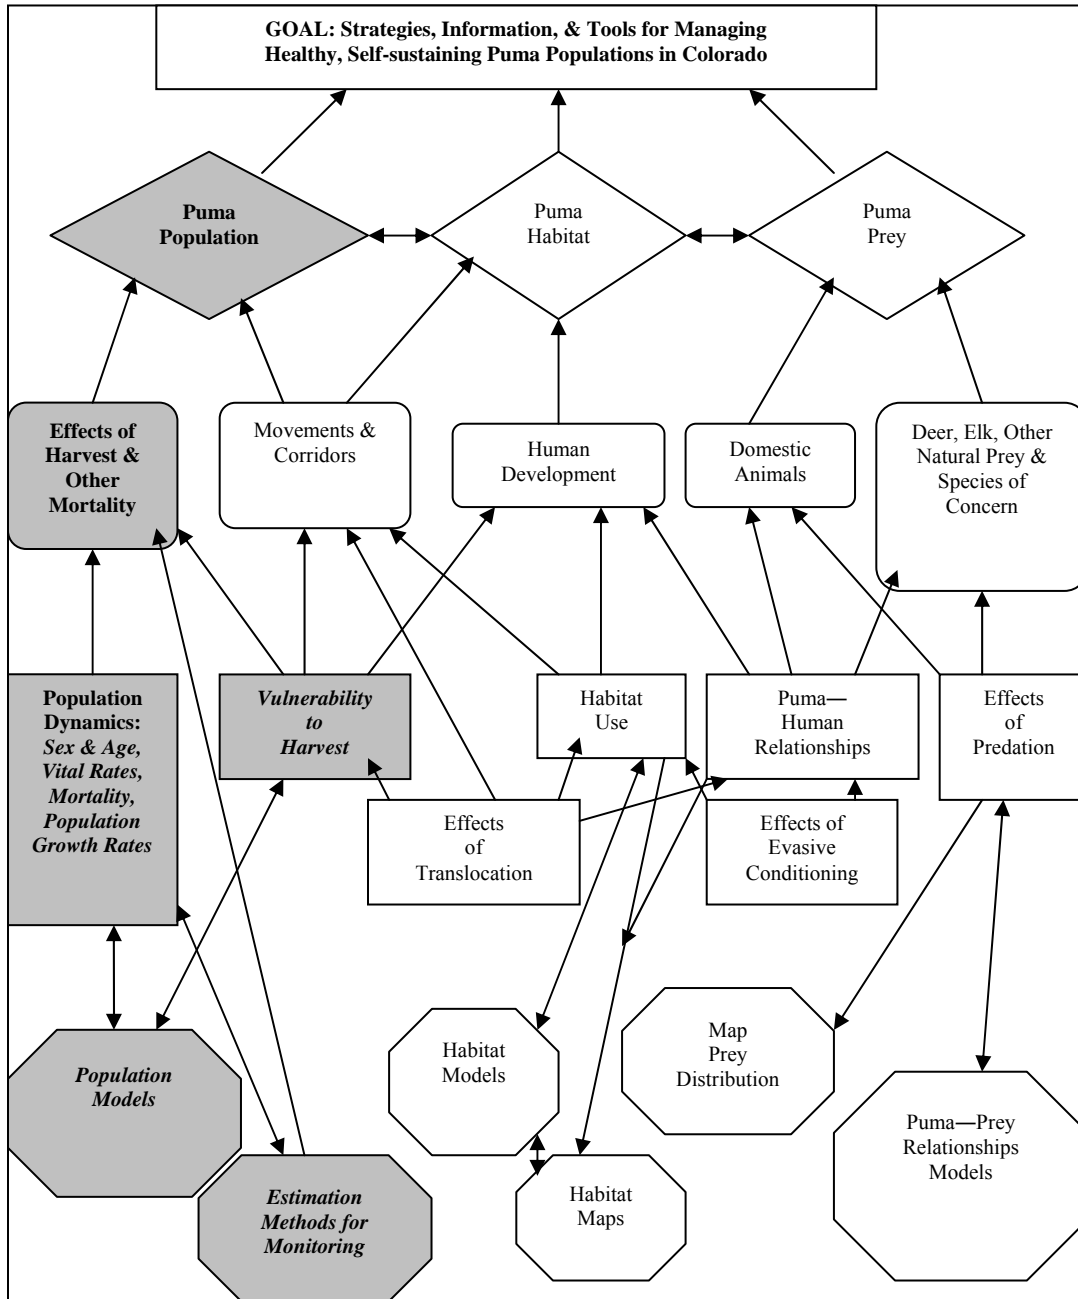 GOAL: Strategies, Information, & Tools for Managing
Healthy, Self-sustaining Puma Populations in Colorado
Puma
Population
Puma
Habitat
Puma
Prey
Effects of
Harvest &
Other
Mortality
Movements &
Corridors
Human
Development
Domestic
Animals
Deer, Elk, Other
Natural Prey &
Species of
Concern
Population
Dynamics:
Sex & Age,
Vital Rates,
Mortality,
Population
Growth Rates
Vulnerability
to
Harvest
Habitat
Use
Puma—
Human
Relationships
Effects
of
Predation
Effects
of
Translocation
Effects of
Evasive
Conditioning
Population
Models
Estimation
Methods for
Monitoring
Habitat
Models
Habitat
Maps
Map
Prey
Distribution
Puma—Prey
Relationships
Models